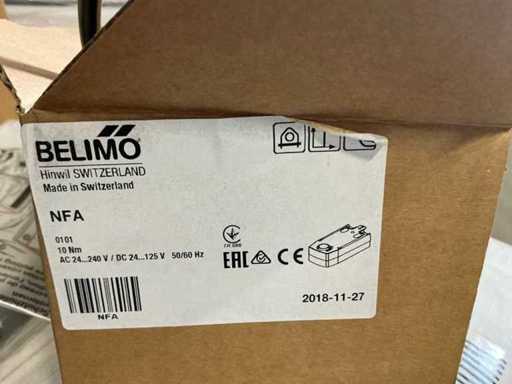 BELIMO
Hinwil SWITZERLAND
Made in Switzerland
NFA
0101
10 Nm
AC 24...240 V / DC 24...125 V 50/60 Hz
EAC CE
2018-11-27
NFA